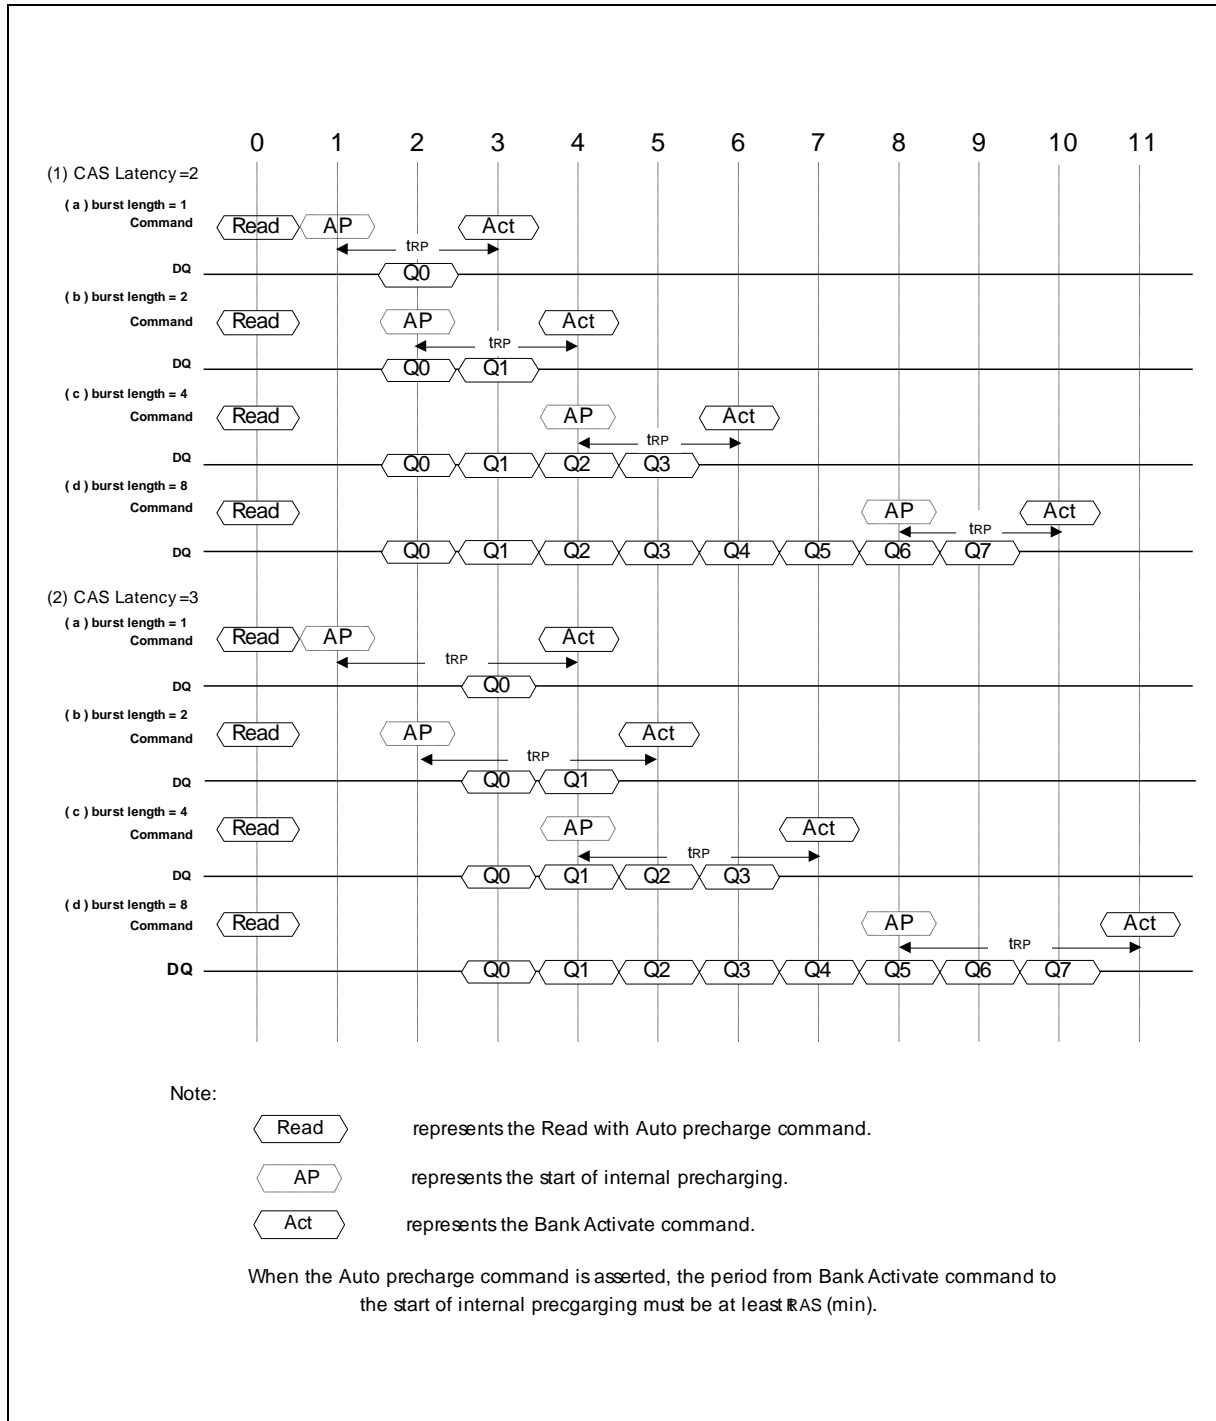 0 1 2 3 4 5 6 7 8 9 10 11
(1) CAS Latency=2
( a ) burst length = 1
Command Read AP Act
tRP
DQ Q0
( b ) burst length = 2
Command Read AP Act
tRP
DQ Q0 Q1
( c ) burst length = 4
Command Read AP Act
tRP
DQ Q0 Q1 Q2 Q3
( d ) burst length = 8
Command Read AP Act
tRP
DQ Q0 Q1 Q2 Q3 Q4 Q5 Q6 Q7
(2) CAS Latency=3
( a ) burst length = 1
Command Read AP Act
tRP
DQ Q0
( b ) burst length = 2
Command Read AP Act
tRP
DQ Q0 Q1
( c ) burst length = 4
Command Read AP Act
tRP
DQ Q0 Q1 Q2 Q3
( d ) burst length = 8
Command Read AP Act
tRP
DQ Q0 Q1 Q2 Q3 Q4 Q5 Q6 Q7
Note:
Read represents the Read with Auto precharge command.
AP represents the start of internal precharging.
Act represents the Bank Activate command.
When the Auto precharge command is asserted, the period from Bank Activate command to
the start of internal precgarging must be at least tRAS (min).